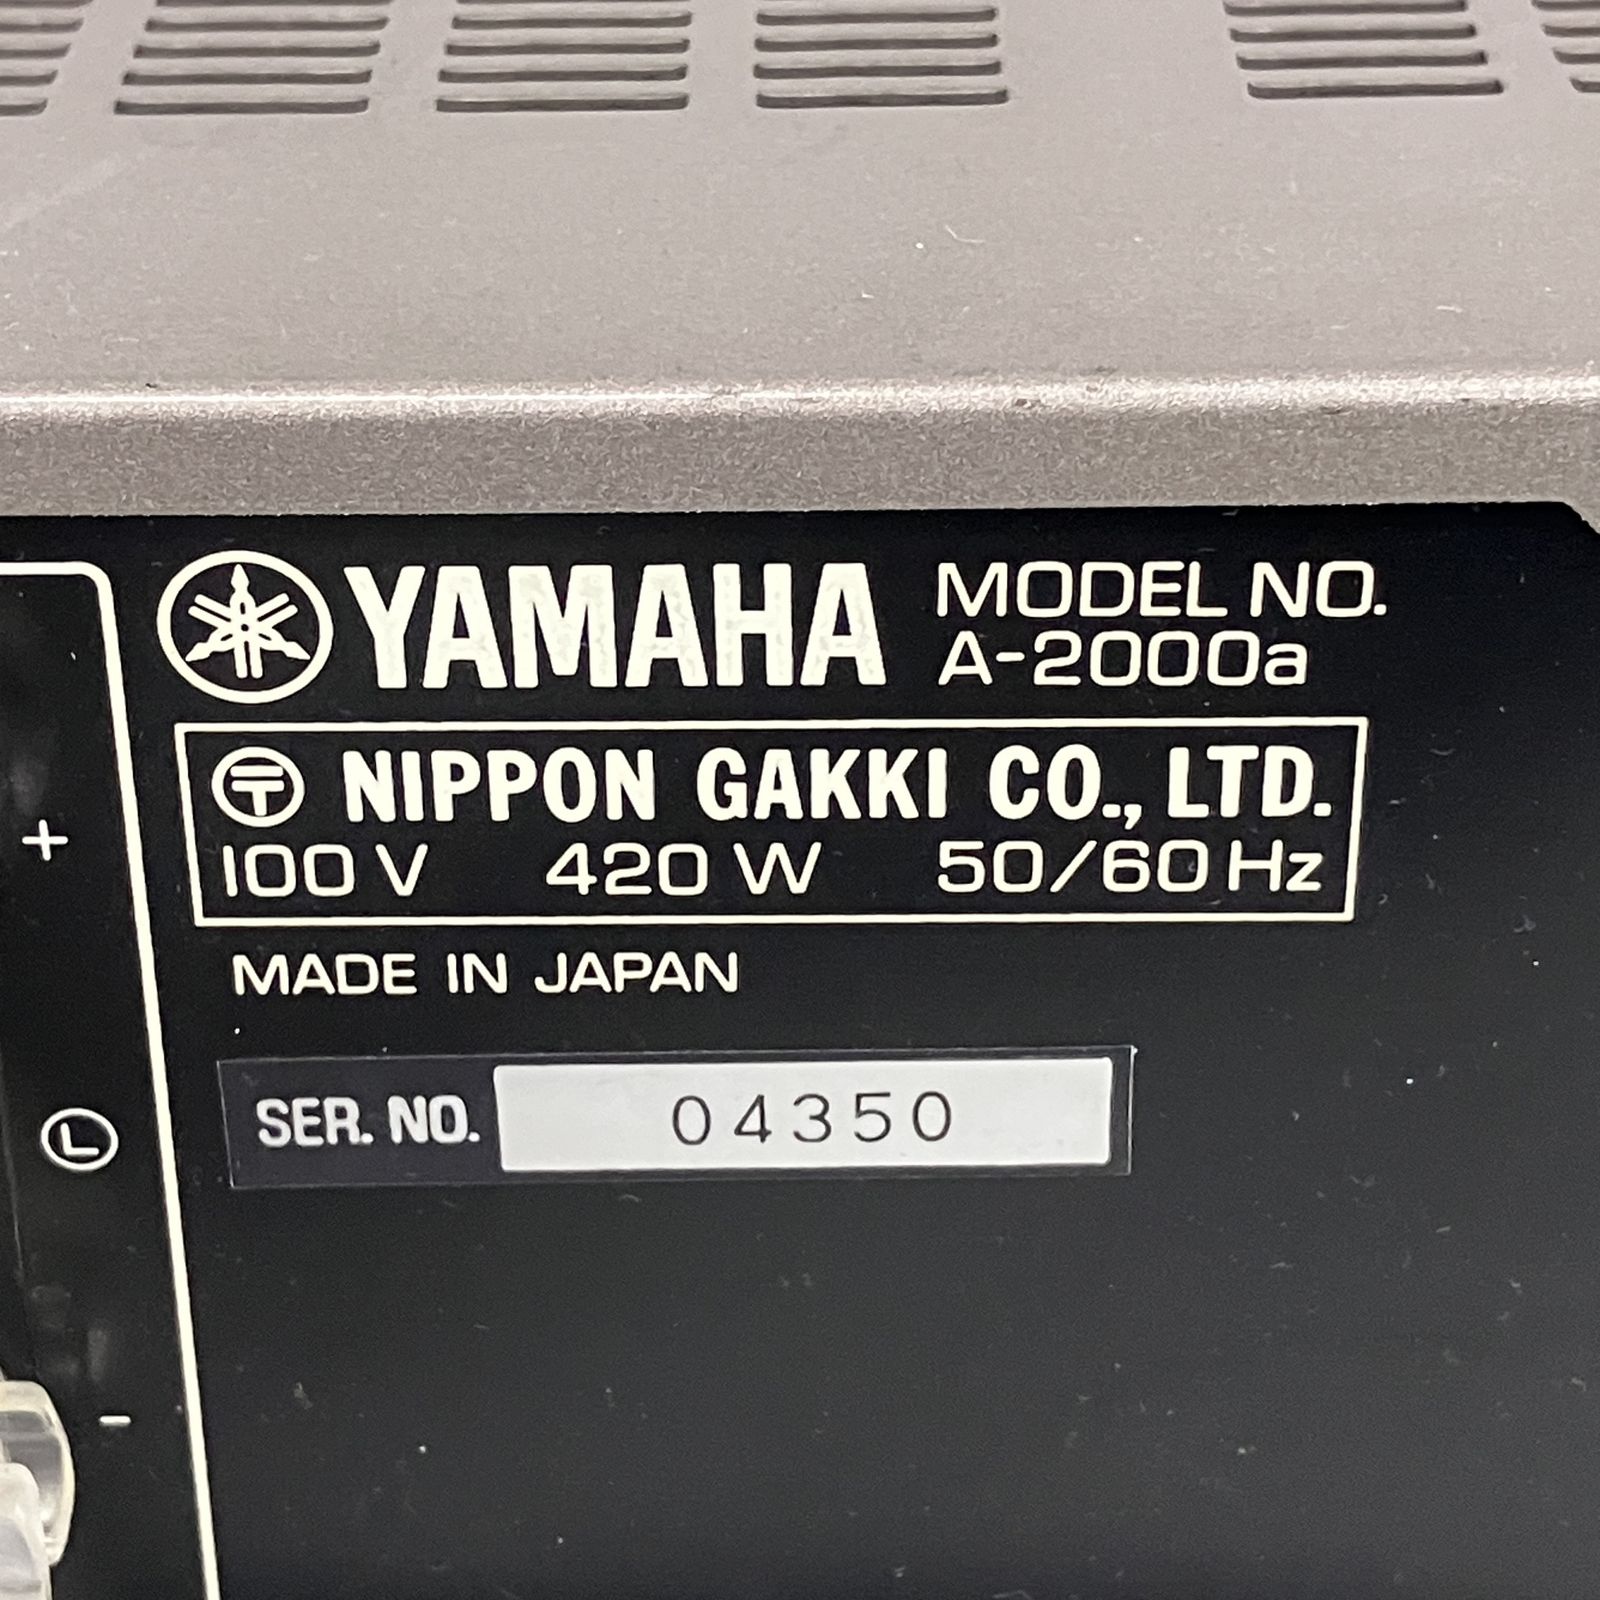 YAMAHA MODEL NO.
A-2000a
〶 NIPPON GAKKI CO., LTD.
100 V 420 W 50/60 Hz
MADE IN JAPAN
SER. NO. 04350
+
L
-